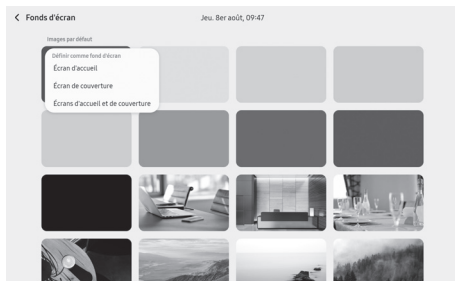 Fonds d'écran
Jeu. 8er août, 09:47
Images par défaut
Définir comme fond d'écran
Écran d'accueil
Écran de couverture
Écrans d'accueil et de couverture